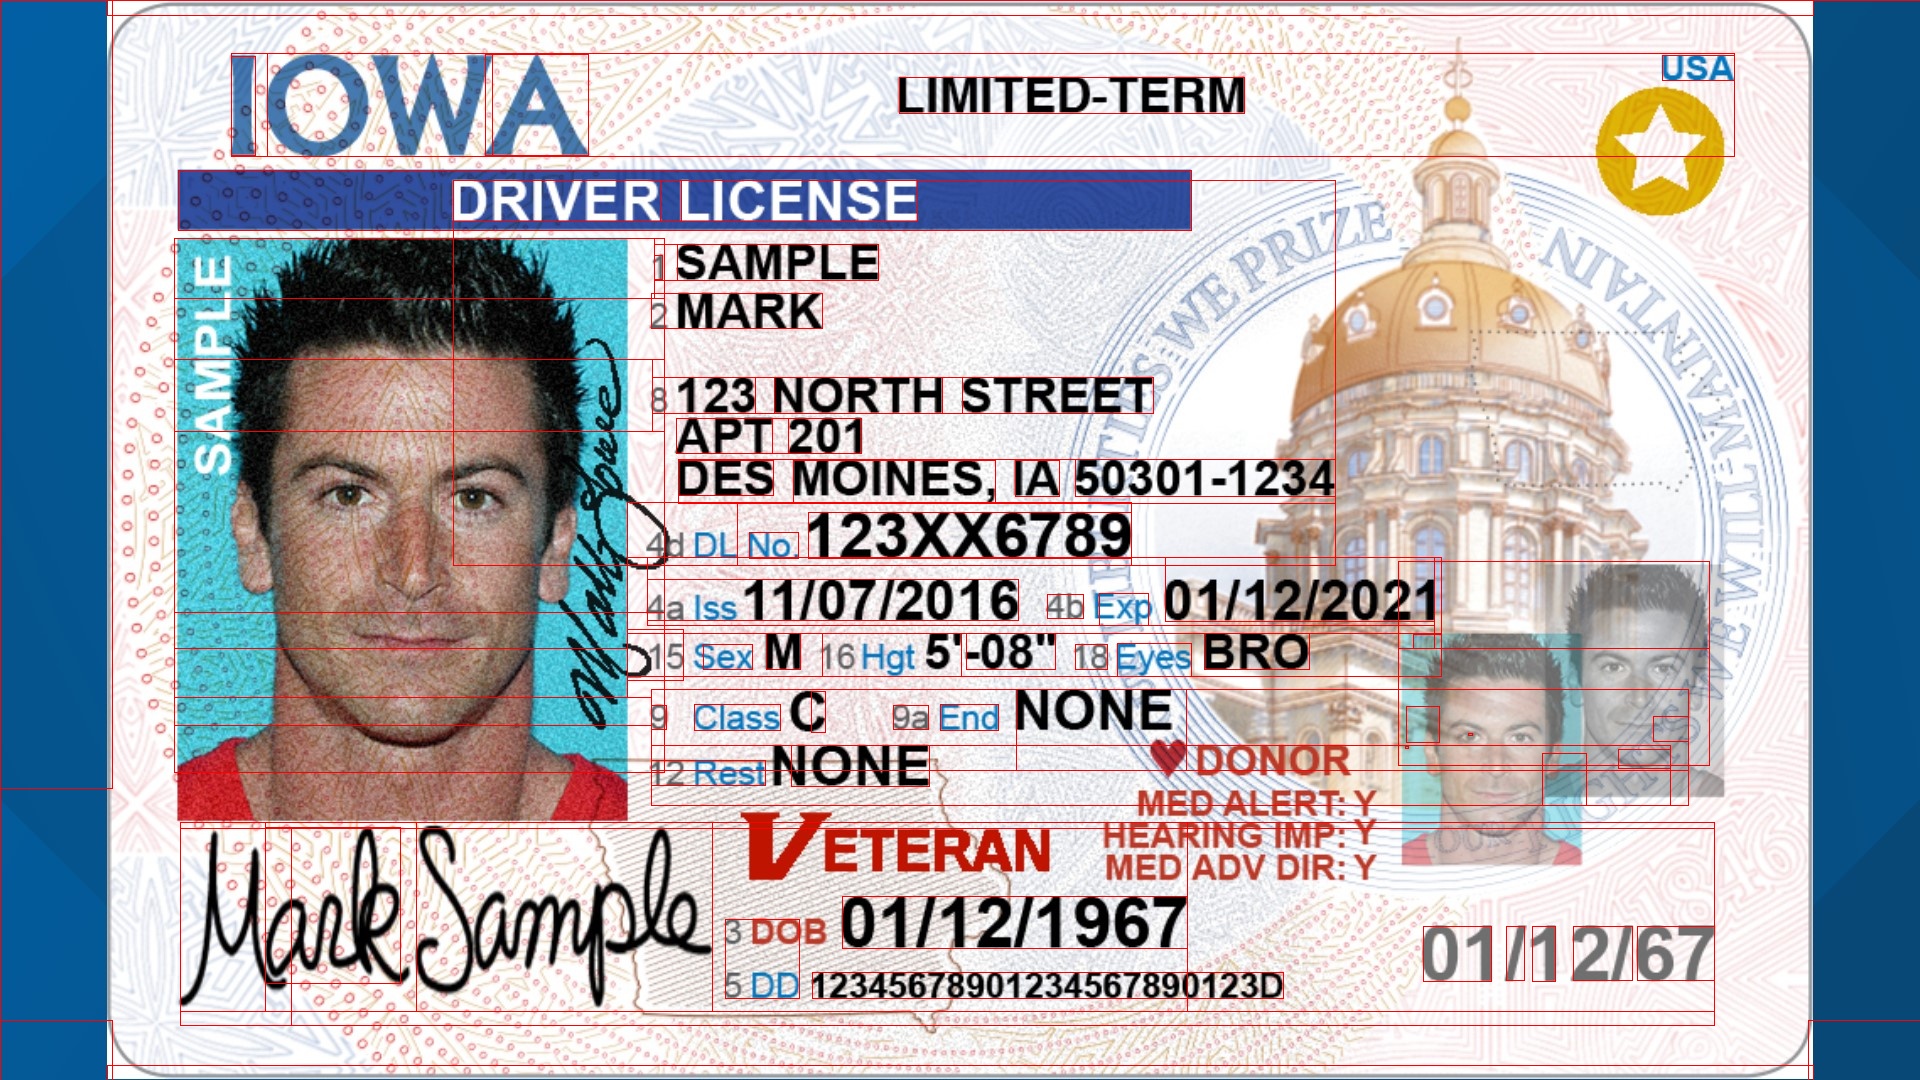 IOWA
LIMITED-TERM
USA
DRIVER LICENSE
SAMPLE
1 SAMPLE
2 MARK
8 123 NORTH STREET
APT 201
DES MOINES, IA 50301-1234
4d DL No. 123XX6789
4a Iss 11/07/2016 4b Exp 01/12/2021
15 Sex M 16 Hgt 5'-08" 18 Eyes BRO
9 Class C 9a End NONE
12 Rest NONE
DONOR
MED ALERT: Y
HEARING IMP: Y
MED ADV DIR: Y
VETERAN
Mark Sample
3 DOB 01/12/1967
5 DD 12345678901234567890123D
01/12/67
WE PRIZE
MAINTAIN